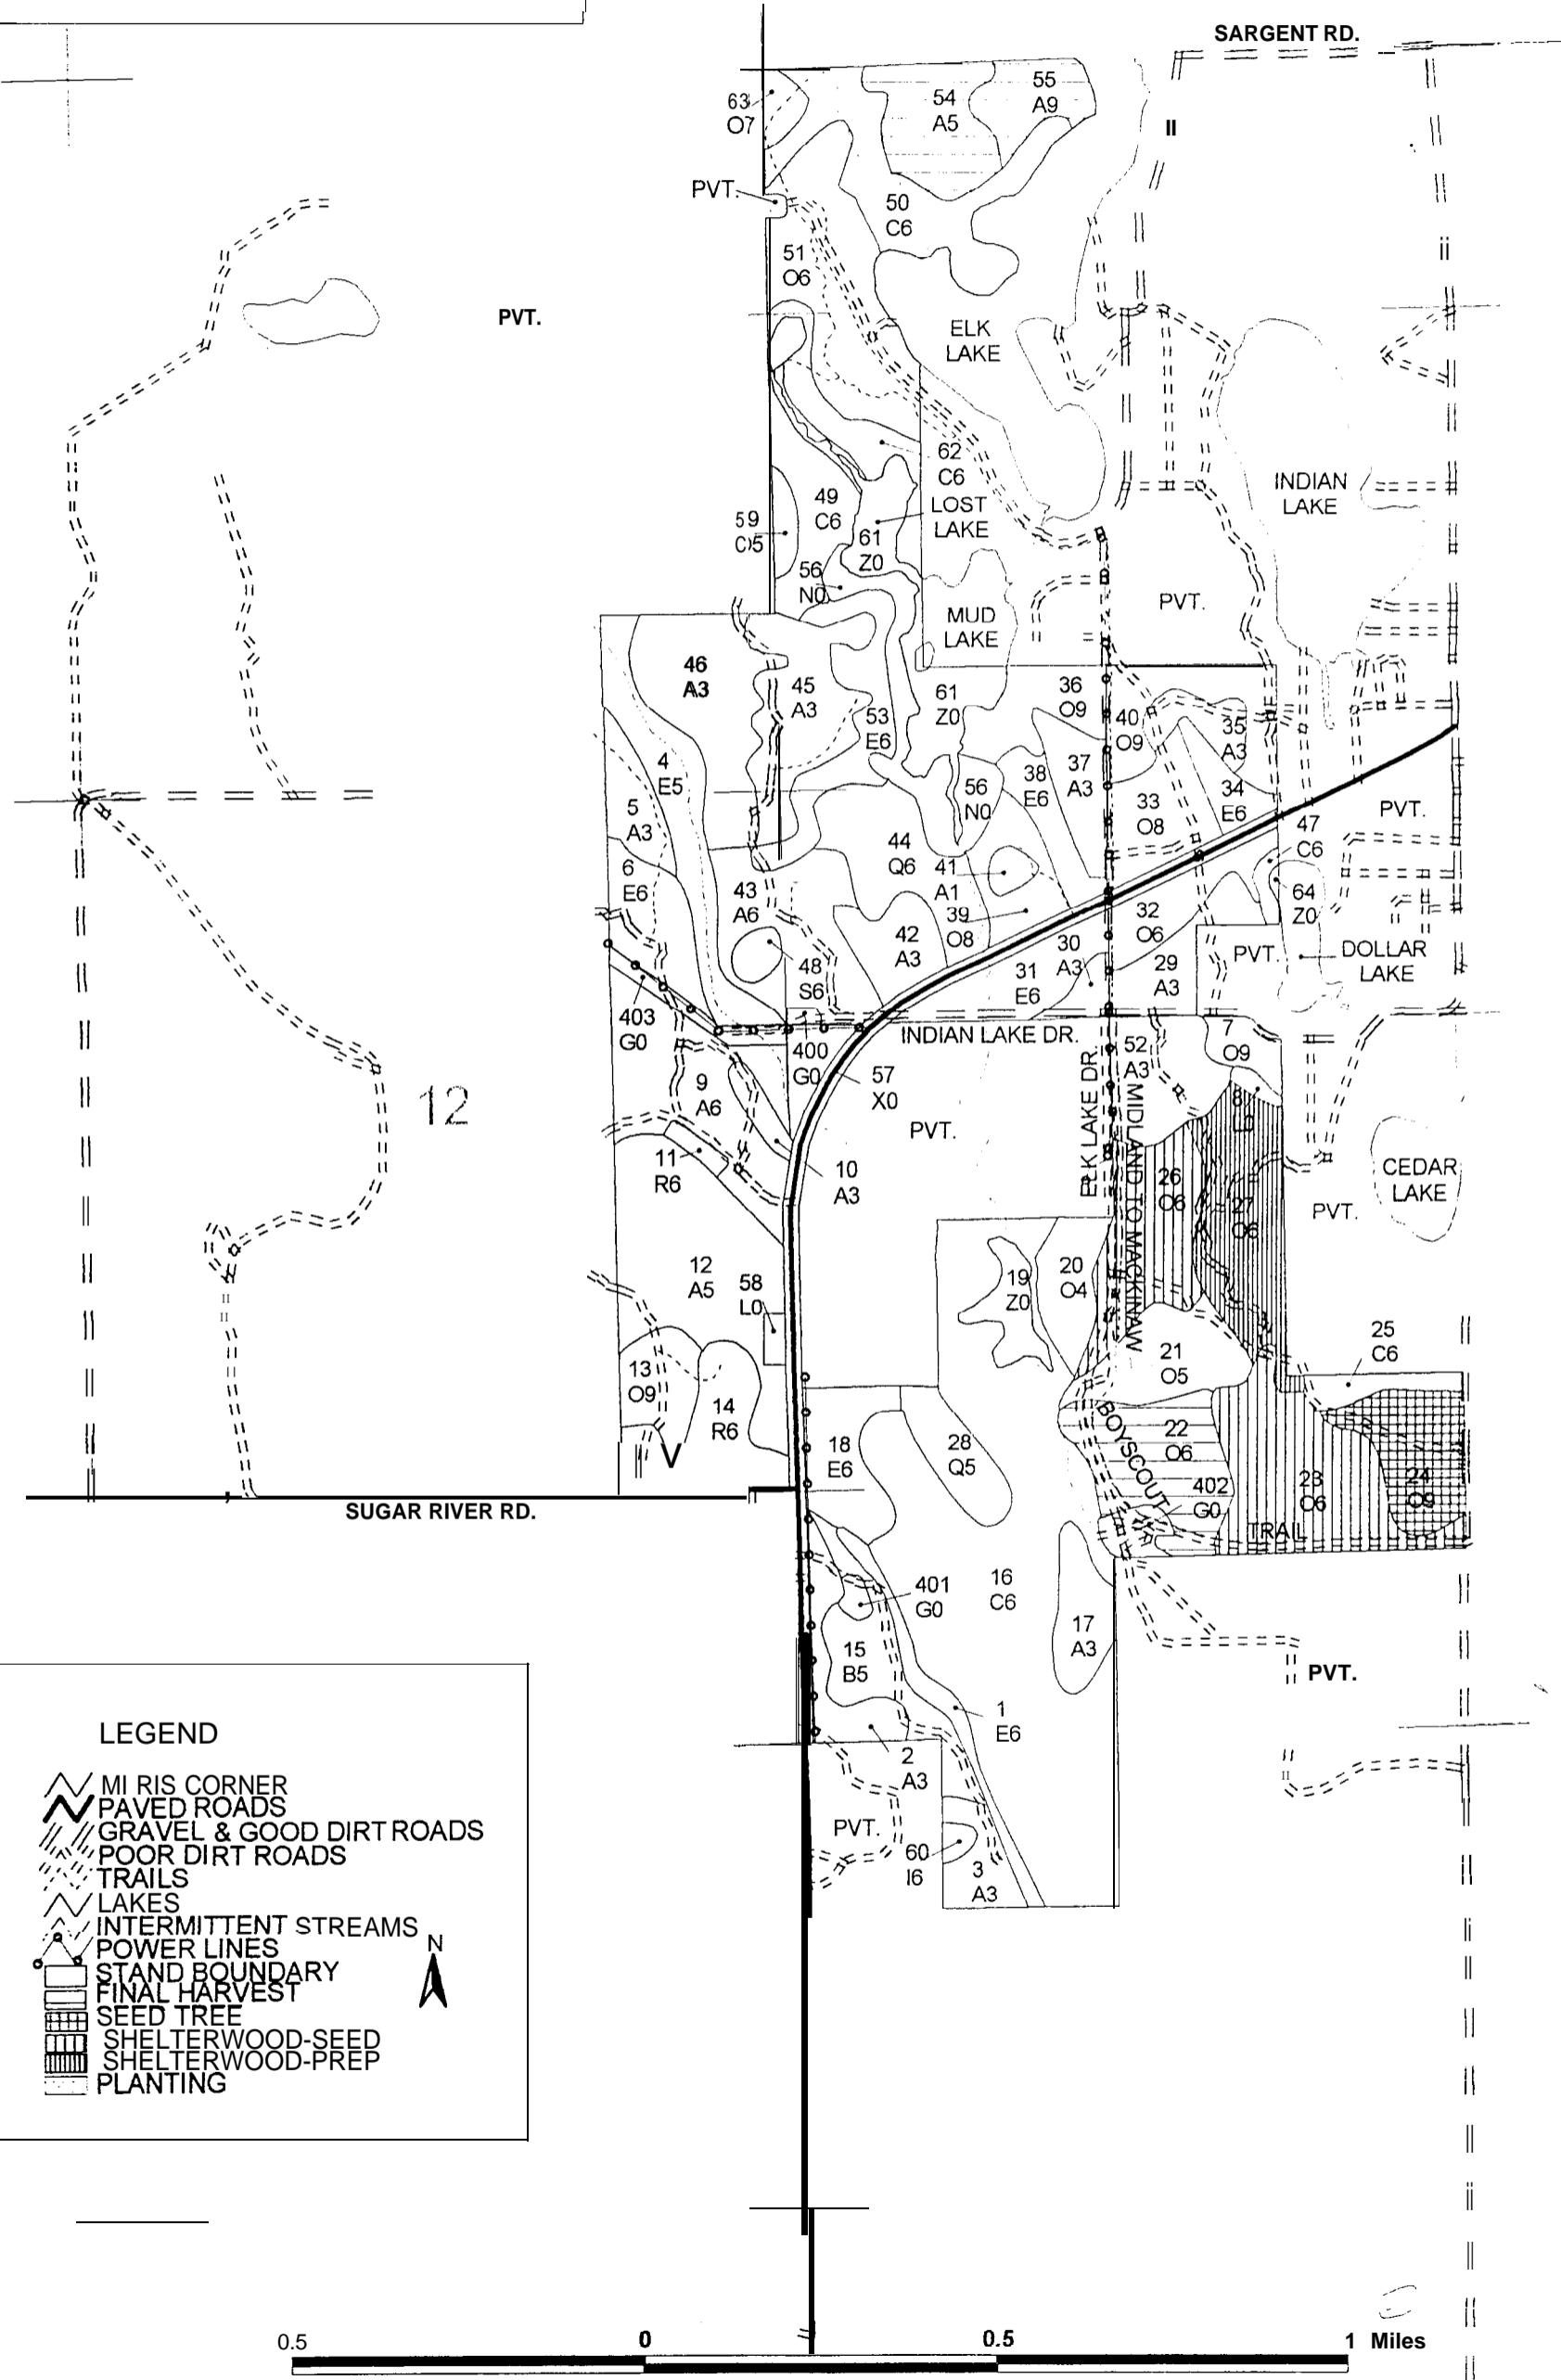 SARGENT RD.
63
O7
54
A5
55
A9
PVT.
50
C6
51
O6
PVT.
ELK
LAKE
62
C6
INDIAN
LAKE
49
C6
LOST
LAKE
59
61
Z0
56
N0
PVT.
MUD
LAKE
46
A3
45
A3
53
E6
61
Z0
36
O9
40
O9
35
A3
4
E5
5
A3
56
N0
38
E6
37
A3
33
O8
34
E6
PVT.
47
C6
6
E6
43
A6
44
Q6
41
A1
39
O8
64
Z0
42
A3
32
O6
30
A3
PVT.
DOLLAR
LAKE
48
S6
31
E6
29
A3
403
G0
INDIAN LAKE DR.
400
G0
57
X0
52
A3
7
O9
9
A6
8
L0
12
PVT.
ELK LAKE DR.
MIDLAND TO MACKINAW
11
R6
10
A3
26
O6
27
O6
CEDAR
LAKE
PVT.
12
A5
58
L0
19
Z0
20
O4
21
O5
25
C6
13
O9
14
R6
18
E6
28
Q5
BOYSCOUT
TRAIL
22
O6
402
G0
23
O6
24
O9
SUGAR RIVER RD.
401
G0
16
C6
17
A3
15
B5
PVT.
1
E6
2
A3
PVT.
60
I6
3
A3
LEGEND
MI RIS CORNER
PAVED ROADS
GRAVEL & GOOD DIRT ROADS
POOR DIRT ROADS
TRAILS
LAKES
INTERMITTENT STREAMS
POWER LINES
STAND BOUNDARY
FINAL HARVEST
SEED TREE
SHELTERWOOD-SEED
SHELTERWOOD-PREP
PLANTING
N
0.5 0 0.5 1 Miles